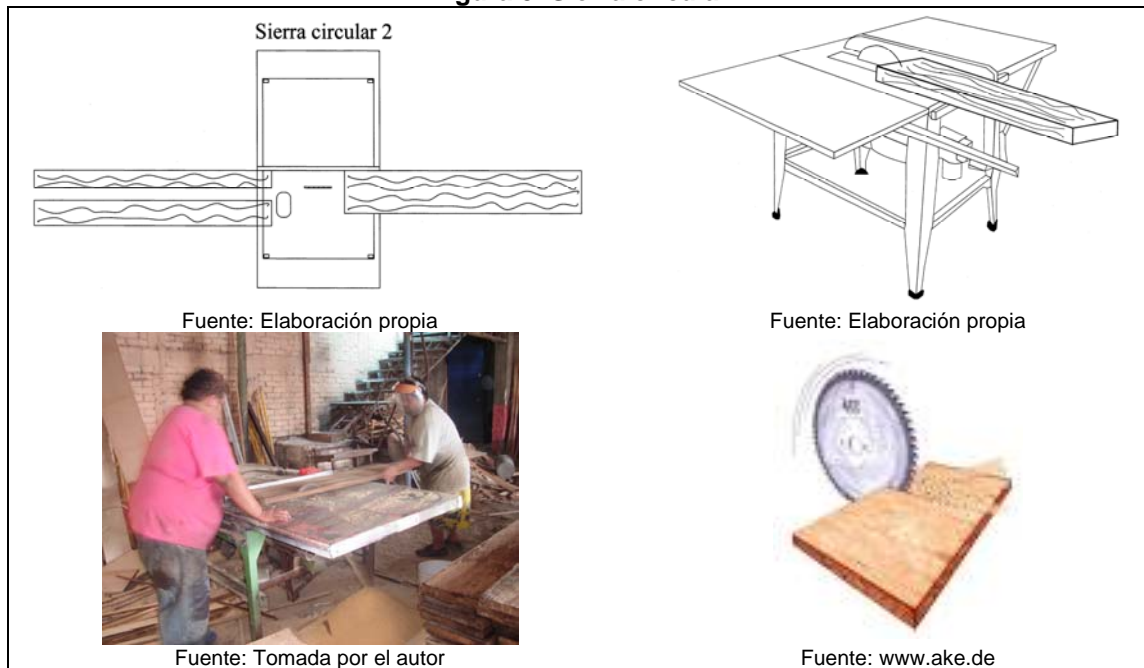 Sierra circular 2
Fuente: Elaboración propia
Fuente: Elaboración propia
Fuente: Tomada por el autor
Fuente: www.ake.de